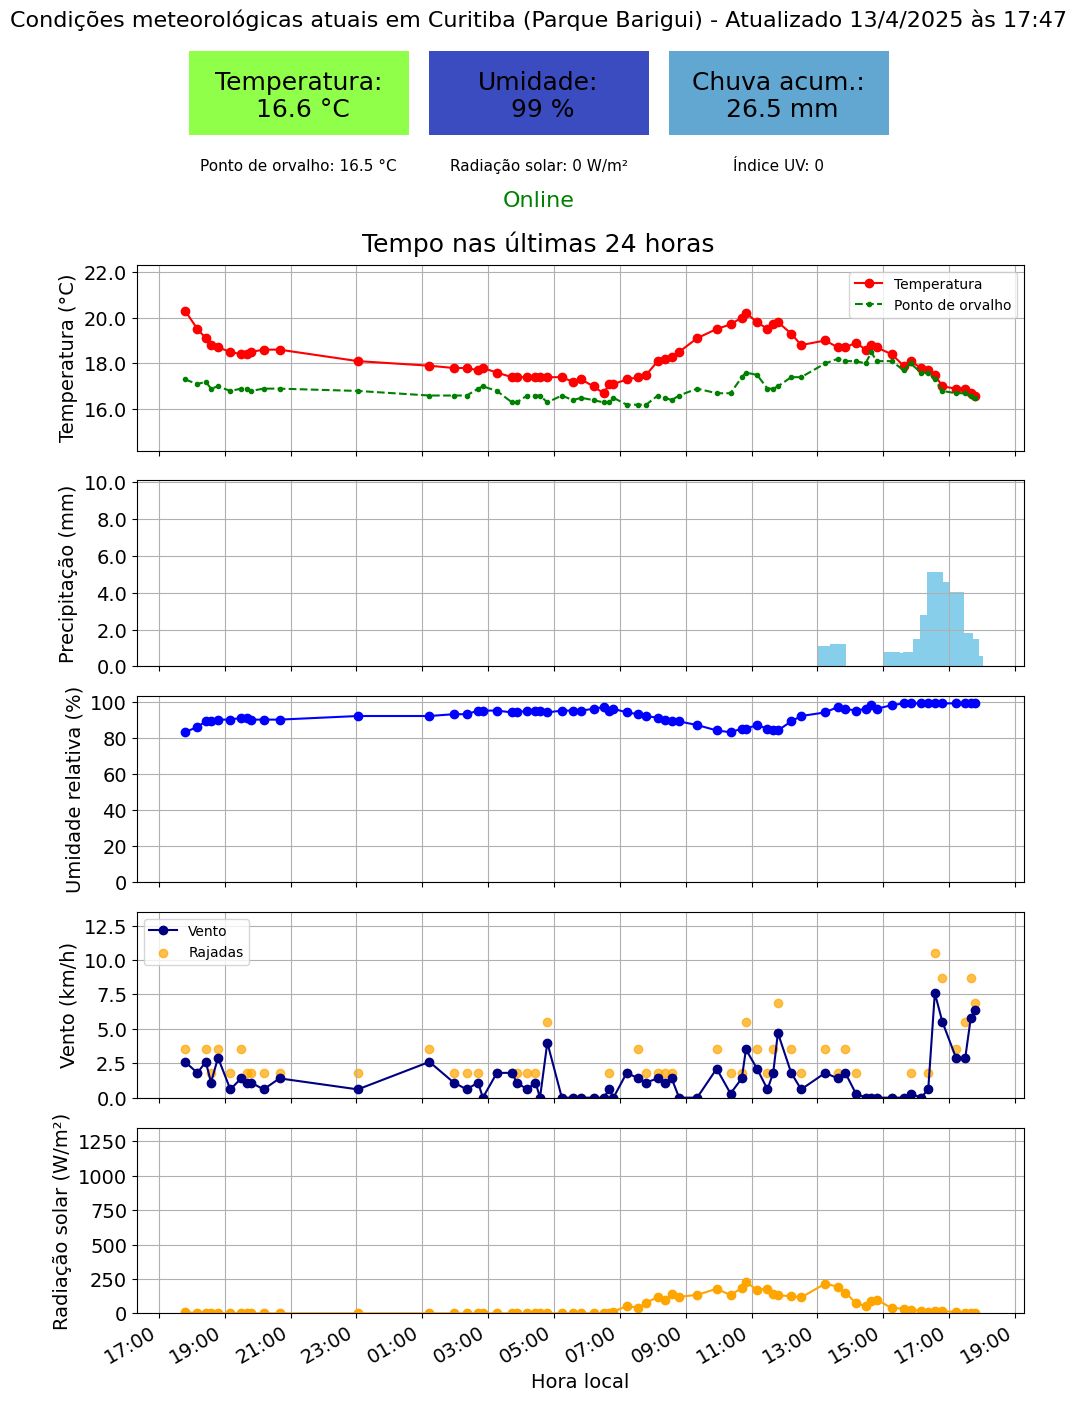 Condições meteorológicas atuais em Curitiba (Parque Barigui) - Atualizado 13/4/2025 às 17:47
Temperatura:
16.6 °C
Umidade:
99 %
Chuva acum.:
26.5 mm
Ponto de orvalho: 16.5 °C
Radiação solar: 0 W/m²
Índice UV: 0
Online
Tempo nas últimas 24 horas
Temperatura (°C)
22.0
20.0
18.0
16.0
Temperatura
Ponto de orvalho
Precipitação (mm)
10.0
8.0
6.0
4.0
2.0
0.0
Umidade relativa (%)
100
80
60
40
20
0
Vento (km/h)
12.5
10.0
7.5
5.0
2.5
0.0
Vento
Rajadas
Radiação solar (W/m²)
1250
1000
750
500
250
0
17:00
19:00
21:00
23:00
01:00
03:00
05:00
07:00
09:00
11:00
13:00
15:00
17:00
19:00
Hora local